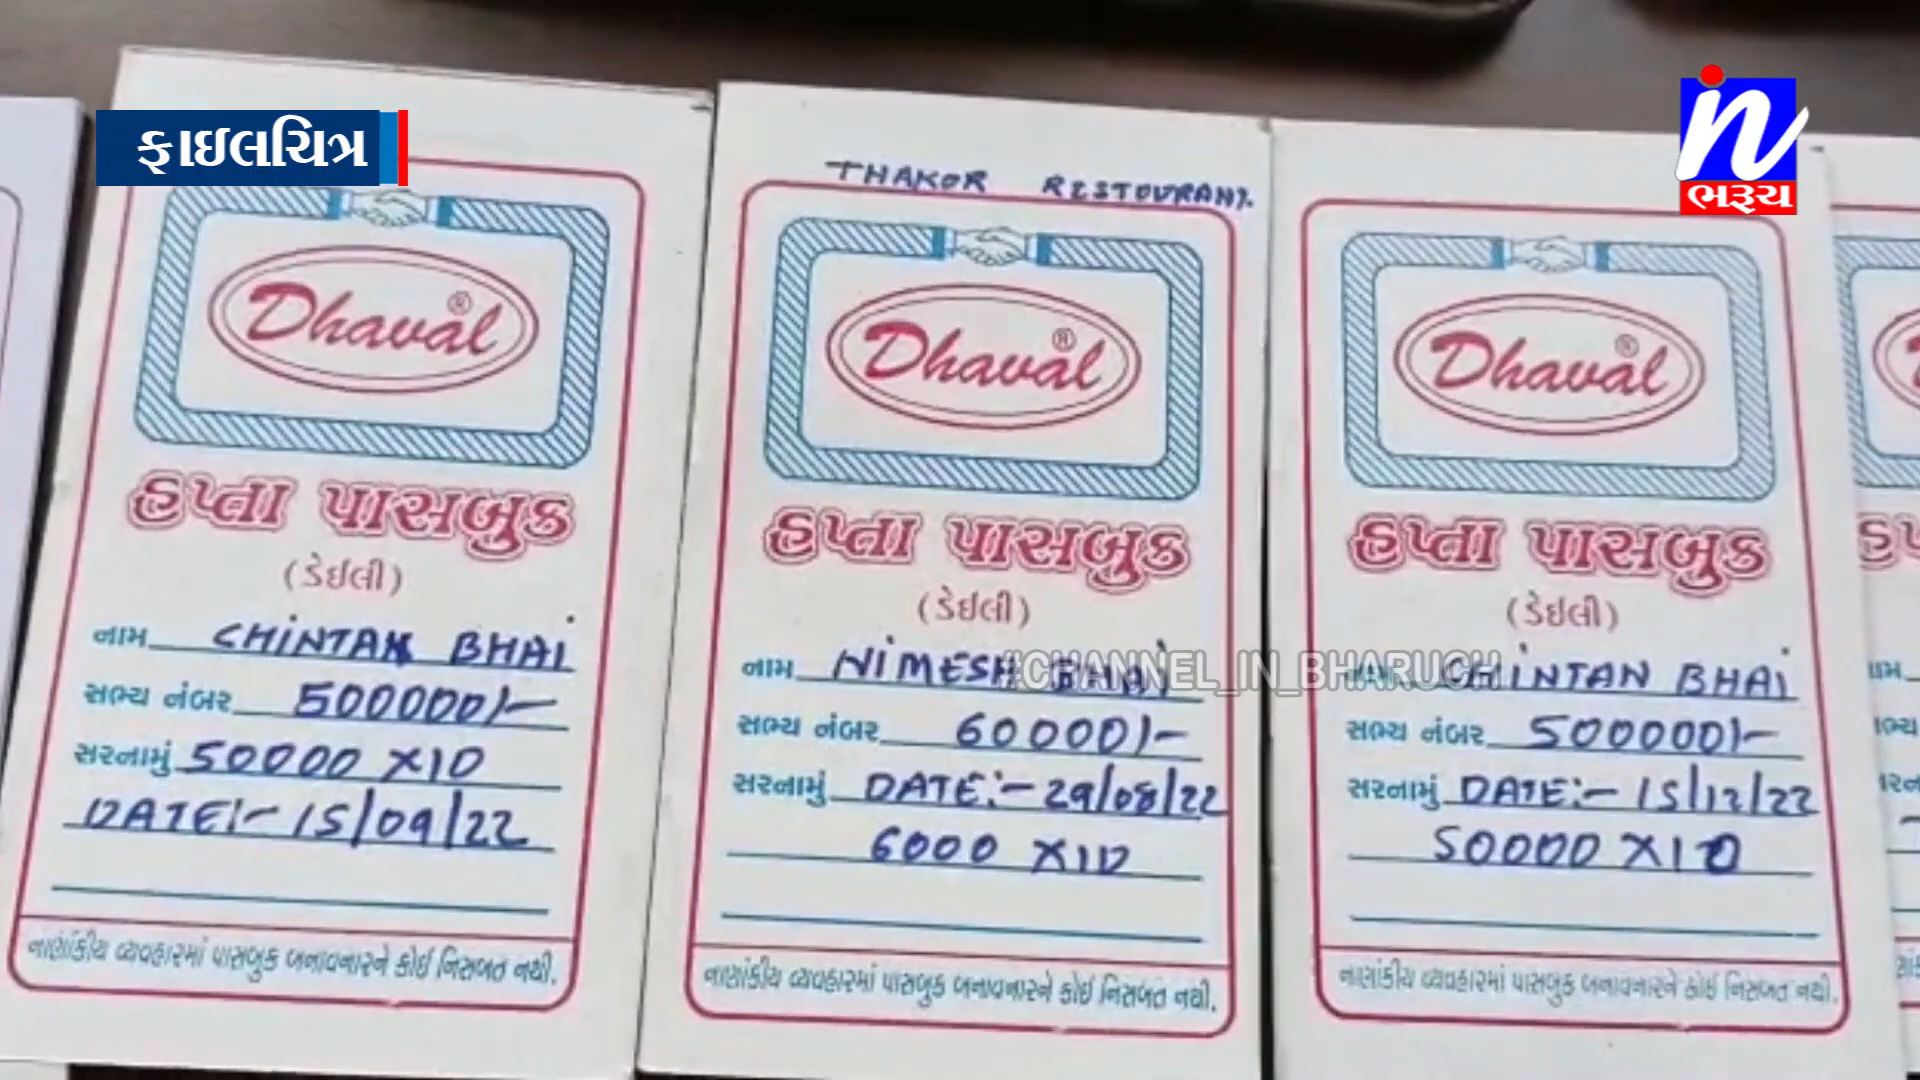 ફાઇલચિત્ર
in
ભરૂચ
Dhaval ®
હપ્તા પાસબુક
(ડેઈલી)
નામ CHINTAN BHAI
સભ્ય નંબર 500000/-
સરનામું 50000 X10
DATE:- 15/09/22
નાણાંકીય વ્યવહારમાં પાસબુક બનાવનારને કોઈ નિસબત નથી.
THAKOR RESTOURANT.
Dhaval ®
હપ્તા પાસબુક
(ડેઈલી)
નામ NIMESH BHAI
સભ્ય નંબર 60000/-
સરનામું DATE:- 29/08/22
6000 X10
નાણાંકીય વ્યવહારમાં પાસબુક બનાવનારને કોઈ નિસબત નથી.
#CHANNEL_IN_BHARUCH
Dhaval ®
હપ્તા પાસબુક
(ડેઈલી)
નામ CHINTAN BHAI
સભ્ય નંબર 500000/-
સરનામું DATE:- 15/12/22
50000 X10
નાણાંકીય વ્યવહારમાં પાસબુક બનાવનારને કોઈ નિસબત નથી.